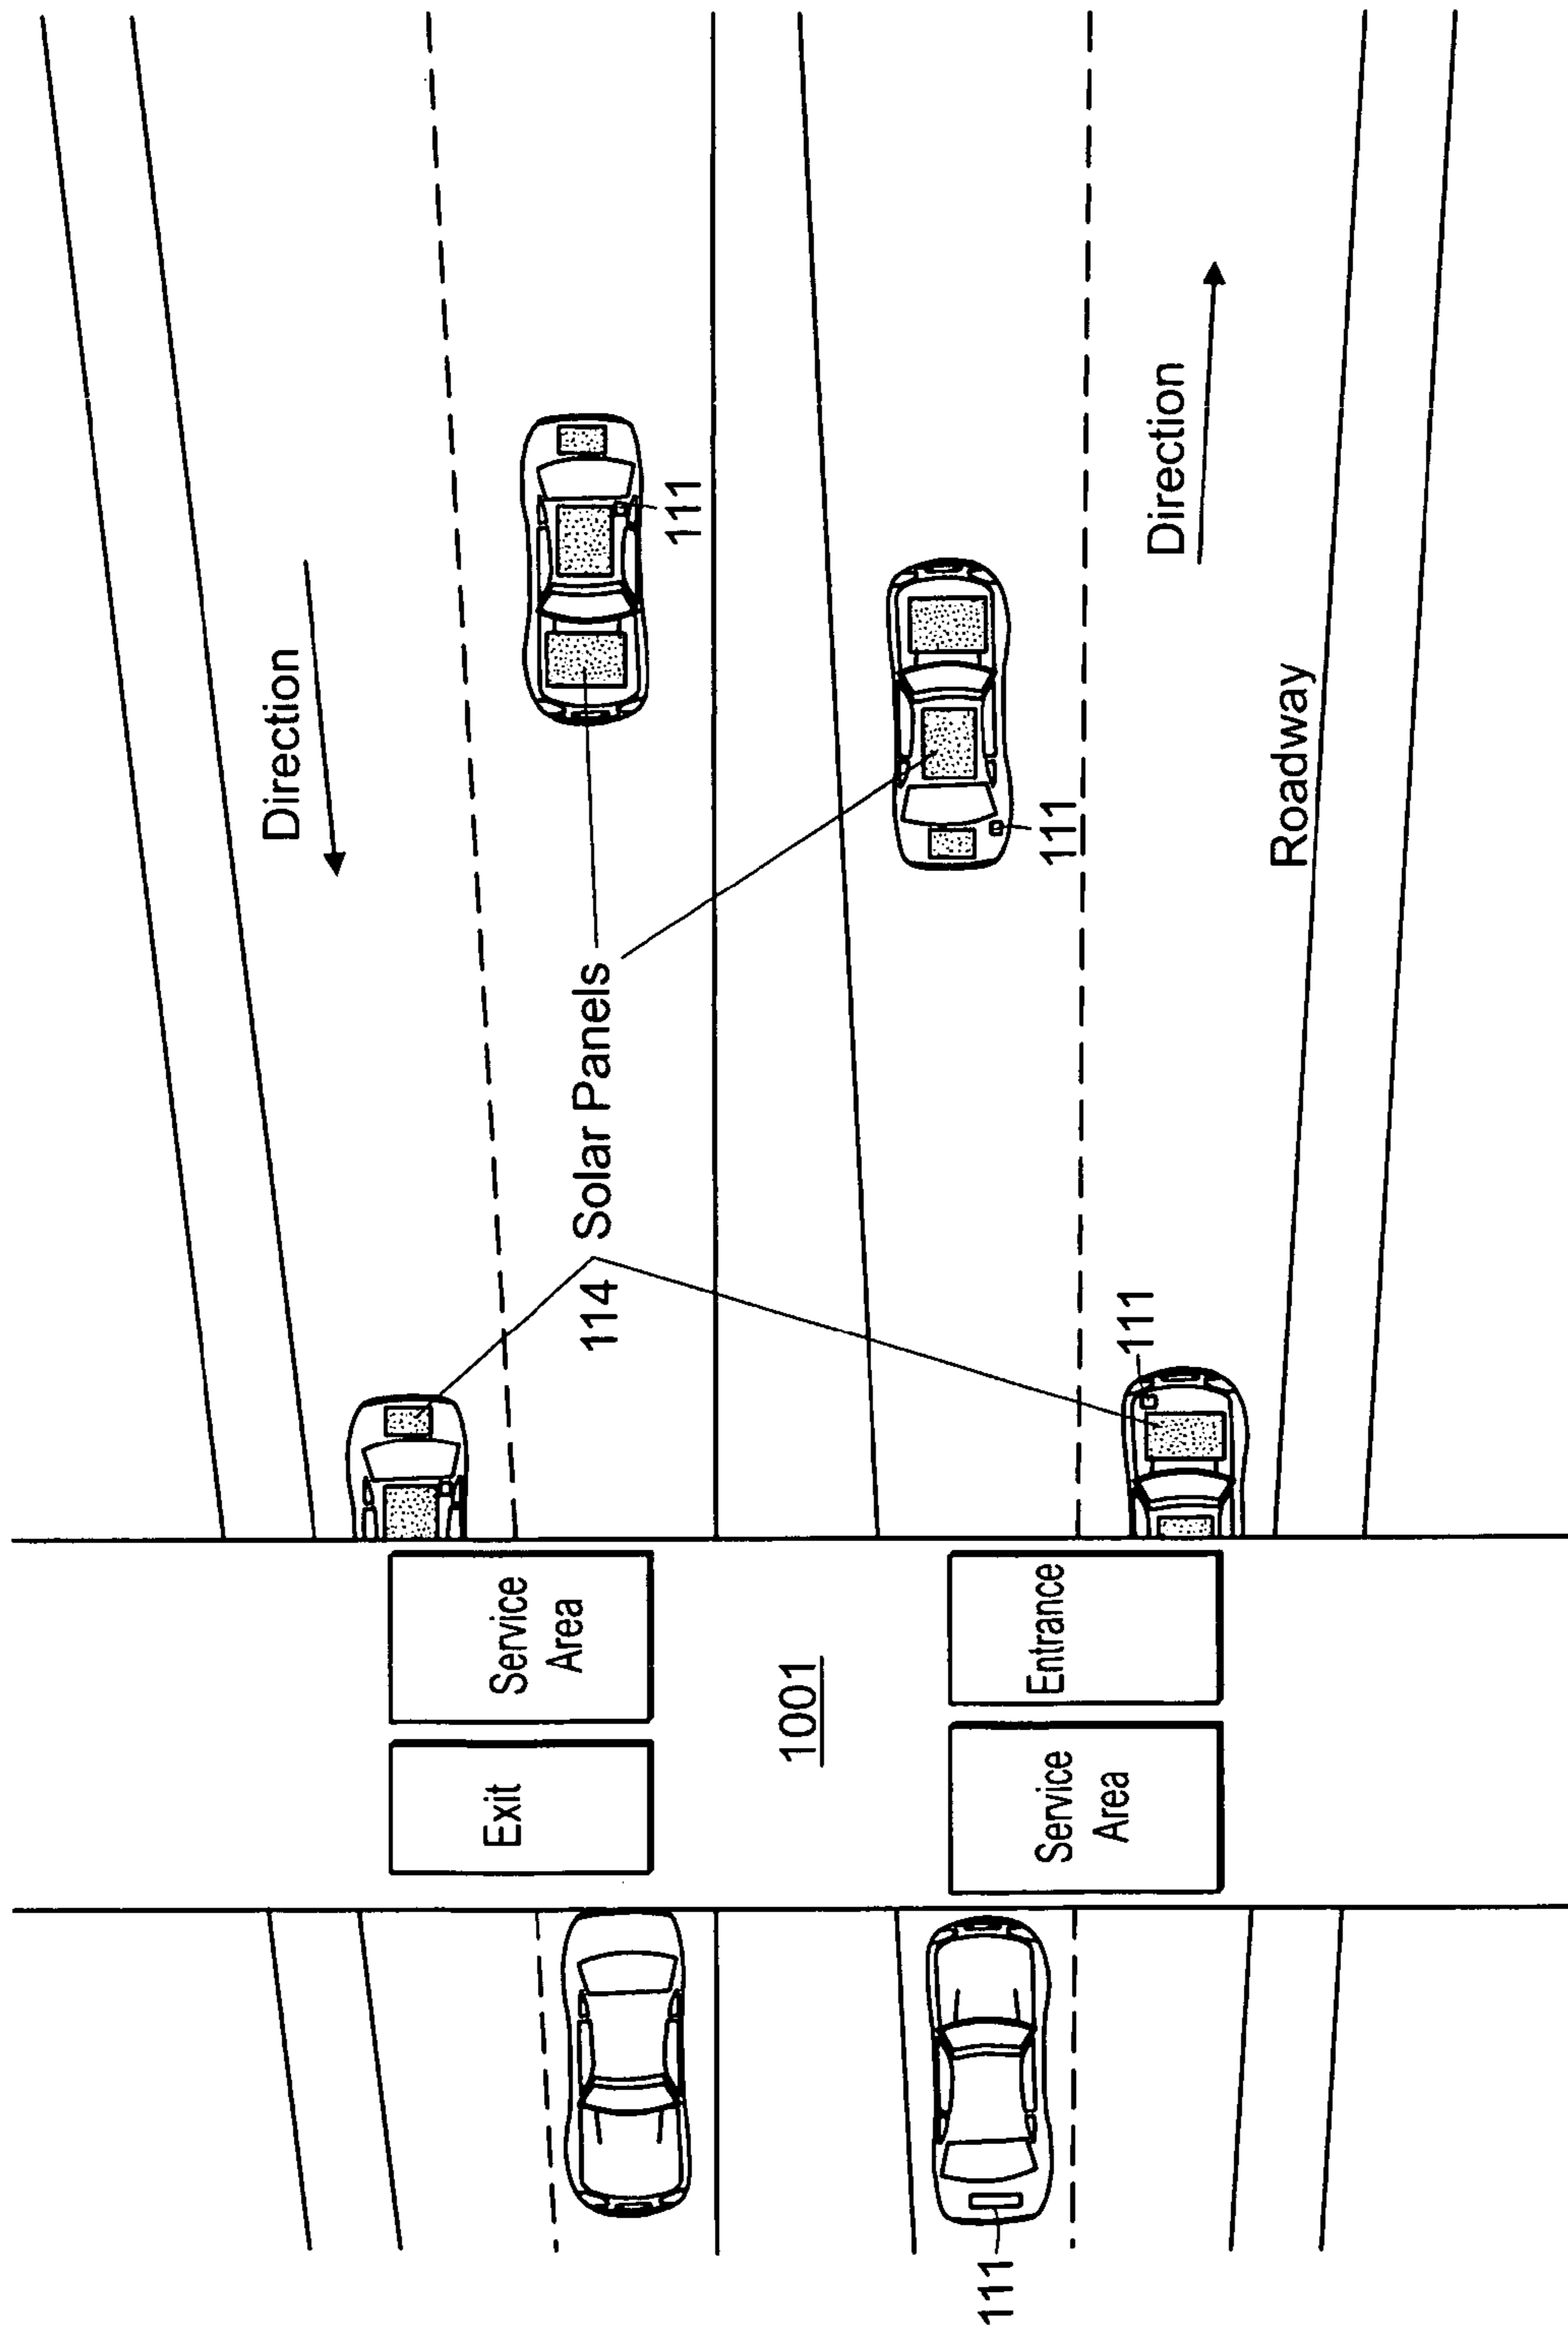 Direction
111
Direction
111
Roadway
Solar Panels
114
111
Service
Area
Entrance
1001
Exit
Service
Area
111